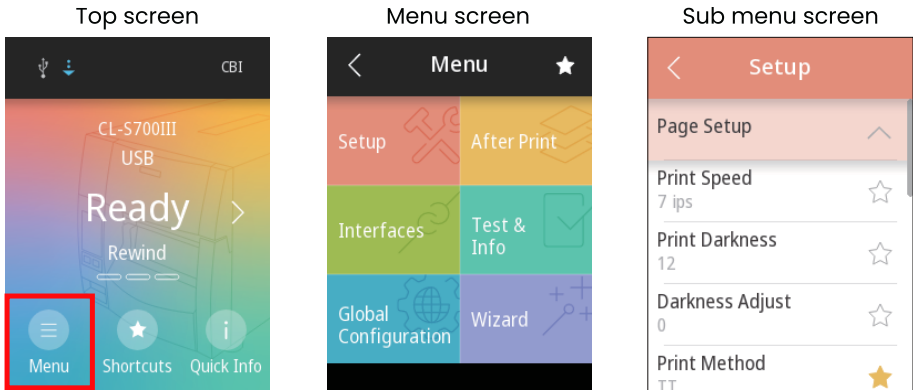 Top screen
CBI
CL-S700III
USB
Ready
Rewind
Menu
Shortcuts
Quick Info
Menu screen
Menu
Setup
After Print
Interfaces
Test &
Info
Global
Configuration
Wizard
Sub menu screen
Setup
Page Setup
Print Speed
7 ips
Print Darkness
12
Darkness Adjust
0
Print Method
TT